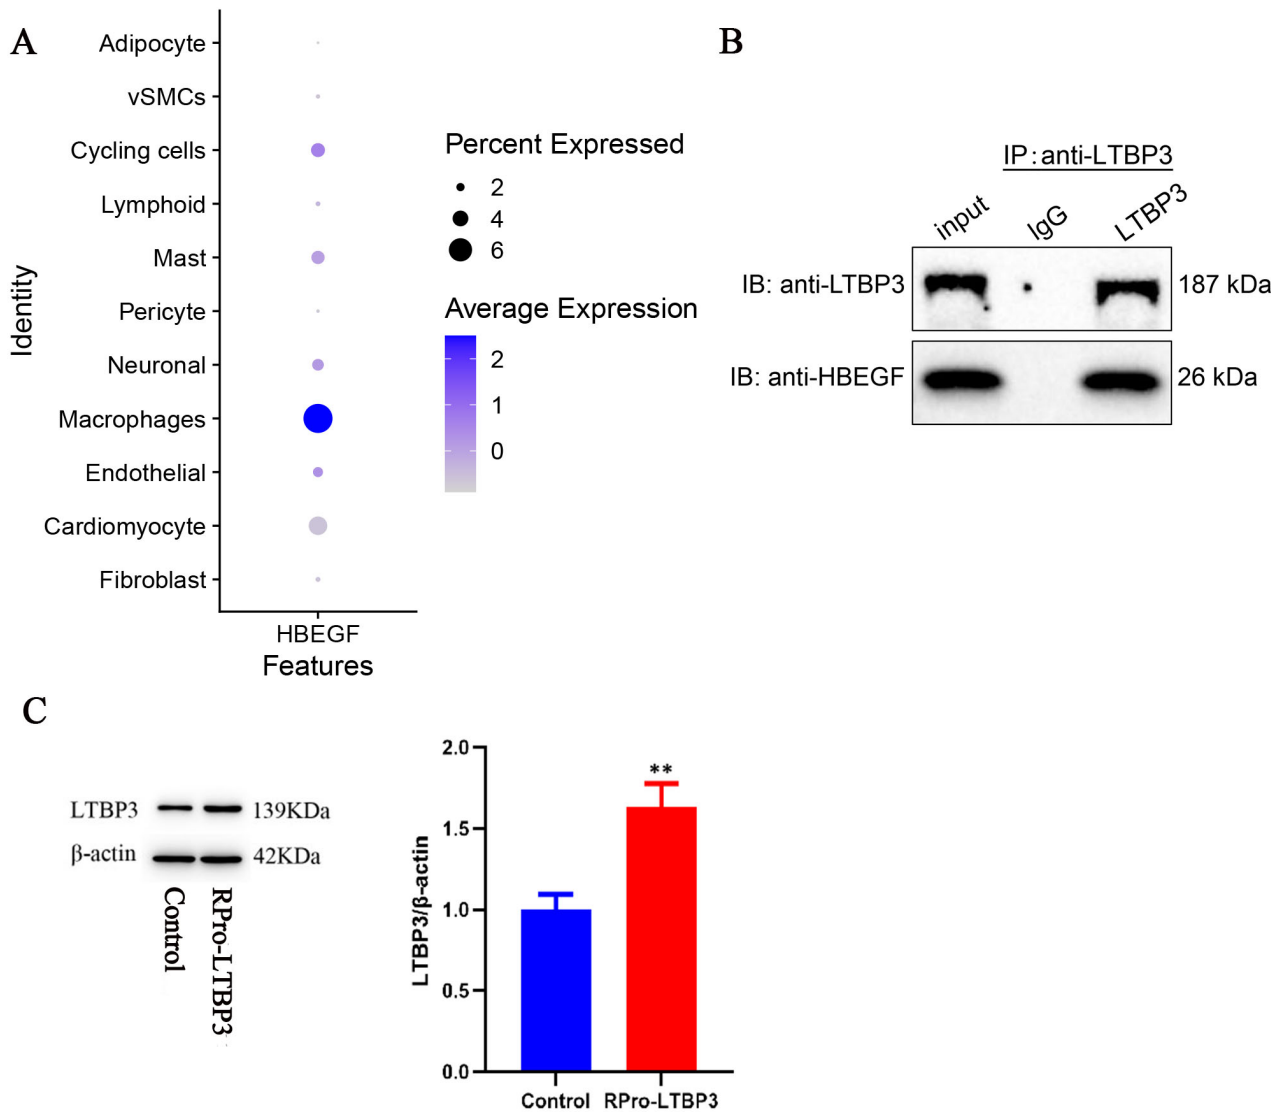 A
Adipocyte
vSMCs
Cycling cells
Lymphoid
Mast
Pericyte
Neuronal
Macrophages
Endothelial
Cardiomyocyte
Fibroblast
Identity
HBEGF
Features
Percent Expressed
2
4
6
Average Expression
2
1
0
B
IP:anti-LTBP3
input IgG LTBP3
IB: anti-LTBP3 187 kDa
IB: anti-HBEGF 26 kDa
C
LTBP3 139KDa
β-actin 42KDa
Control
RPro-LTBP3
LTBP3/β-actin
2.0
1.5
1.0
0.5
0.0
**
Control RPro-LTBP3